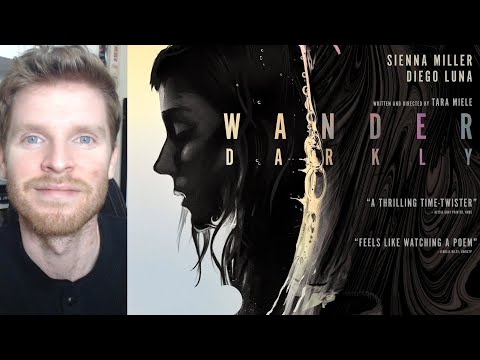 SIENNA MILLER
DIEGO LUNA
WRITTEN AND DIRECTED BY TARA MIELE
WANDER
DARKLY
“A THRILLING TIME-TWISTER”
“FEELS LIKE WATCHING A POEM”